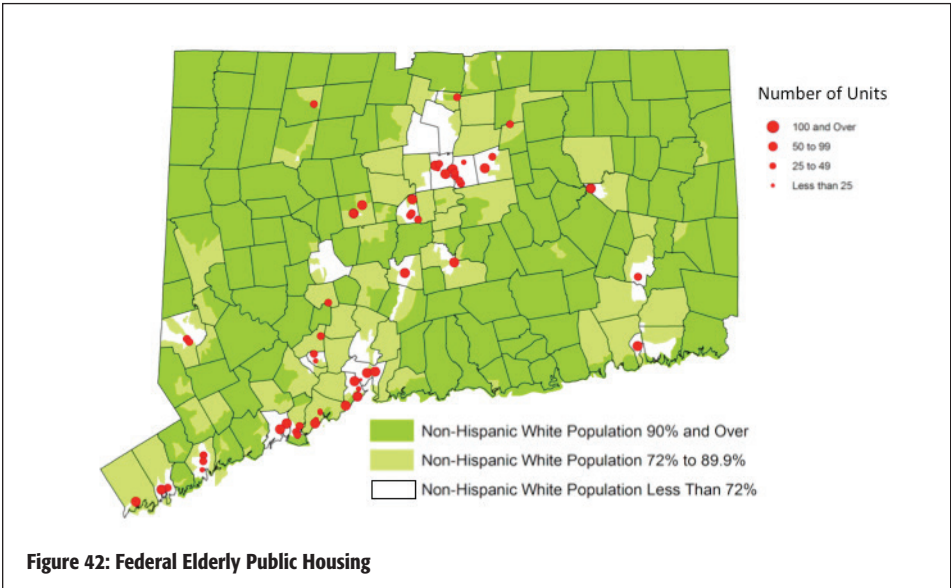 Number of Units
100 and Over
50 to 99
25 to 49
Less than 25
Non-Hispanic White Population 90% and Over
Non-Hispanic White Population 72% to 89.9%
Non-Hispanic White Population Less Than 72%
Figure 42: Federal Elderly Public Housing